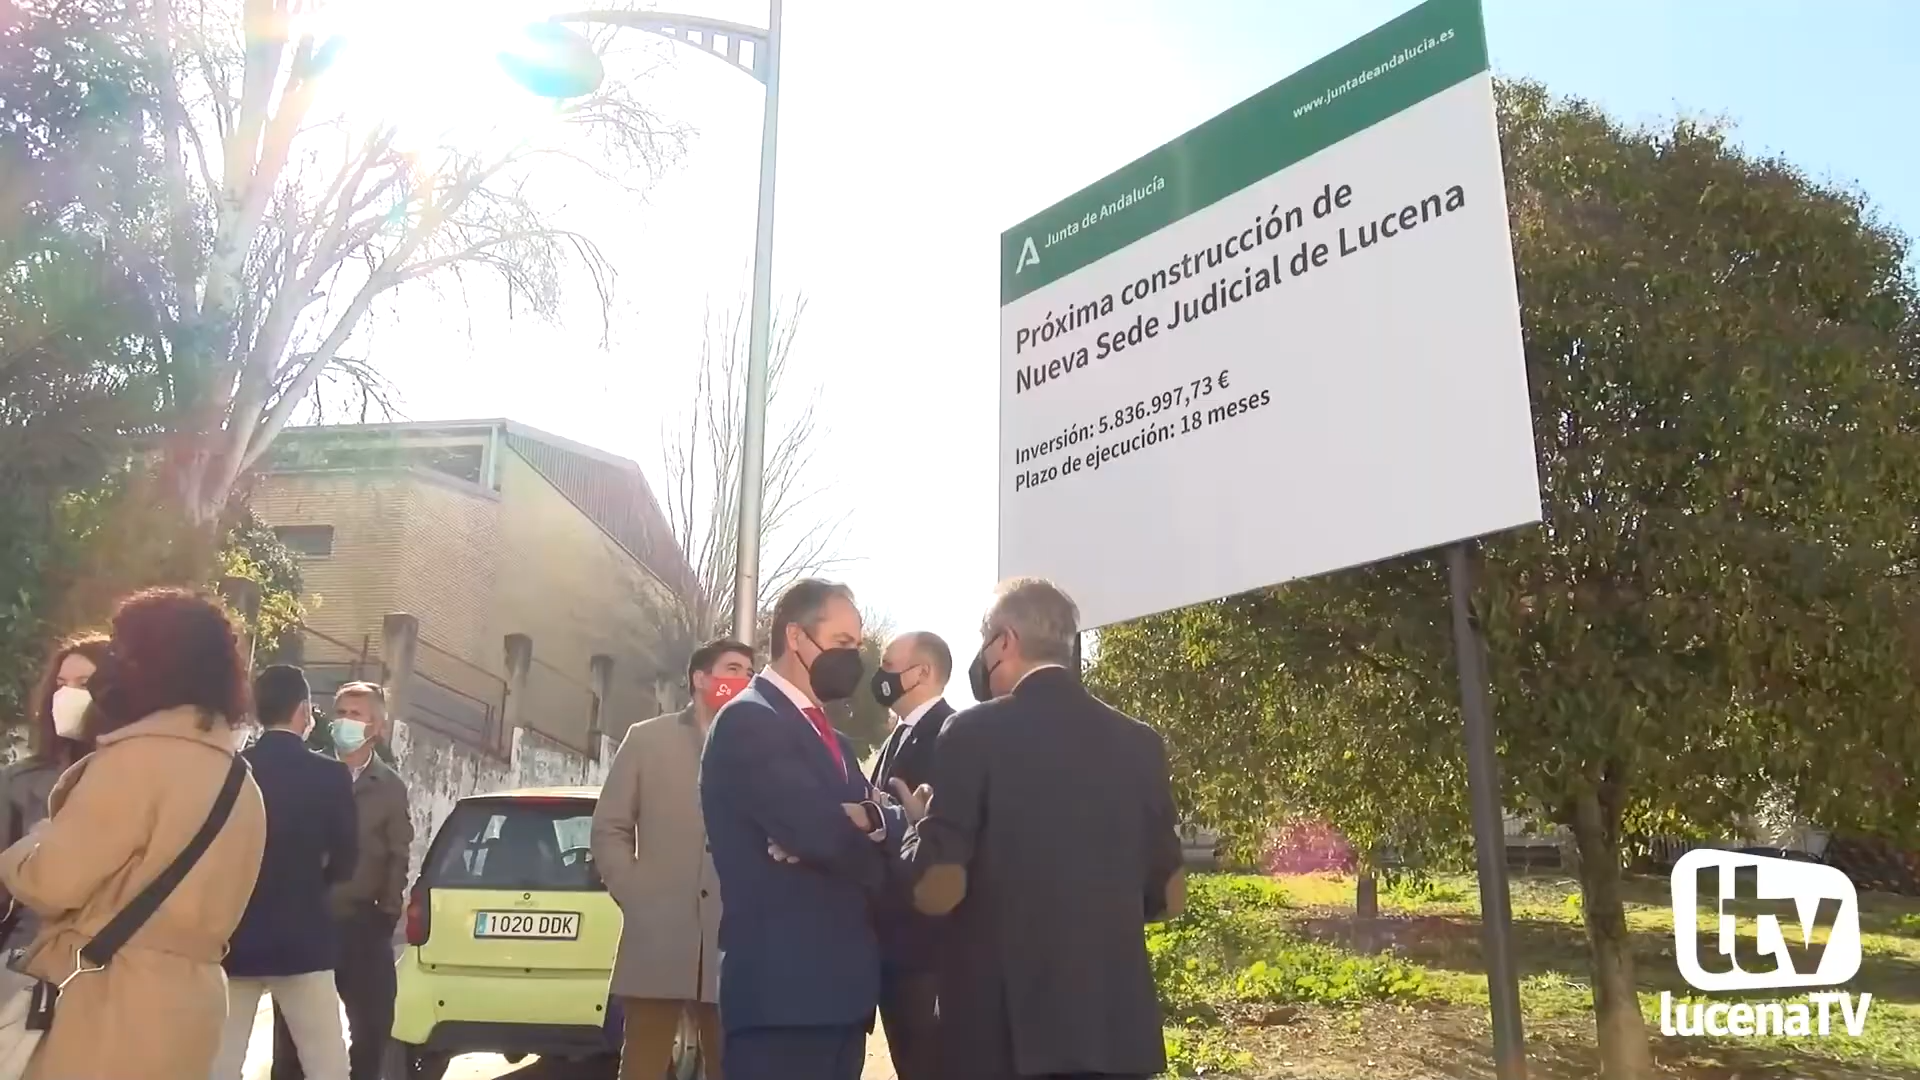 www.juntadeandalucia.es
Junta de Andalucía
Próxima construcción de
Nueva Sede Judicial de Lucena
Inversión: 5.836.997,73 €
Plazo de ejecución: 18 meses
1020 DDK
ltv
lucenaTV